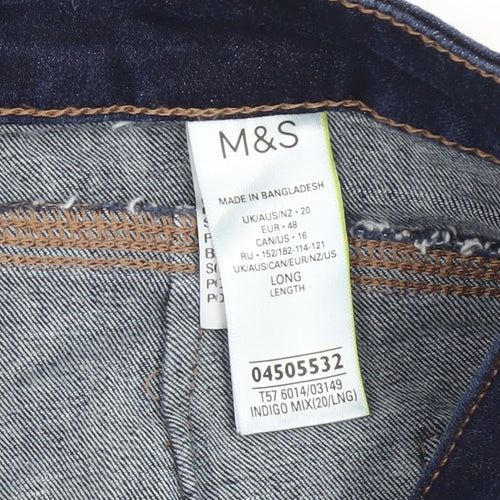 M&S
MADE IN BANGLADESH
UK/AUS/NZ • 20
EUR • 48
CAN/US • 16
RU • 152/182-114-121
UK/AUS/CAN/EUR/NZ/US
LONG
LENGTH
04505532
T57 6014/03149
INDIGO MIX(20/LNG)